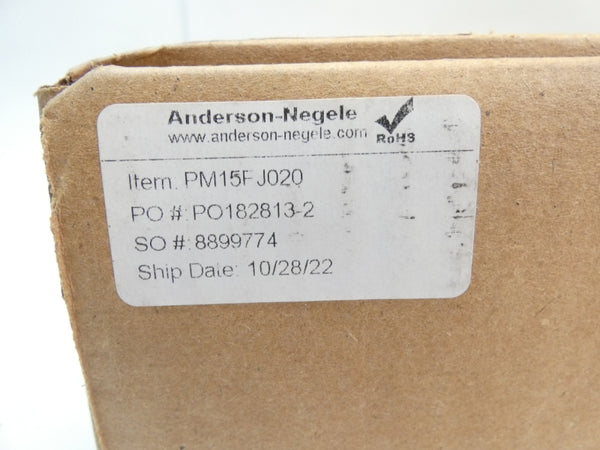 Anderson-Negele
www.anderson-negele.com
RoHS
Item: PM15FJ020
PO #: PO182813-2
SO #: 8899774
Ship Date: 10/28/22